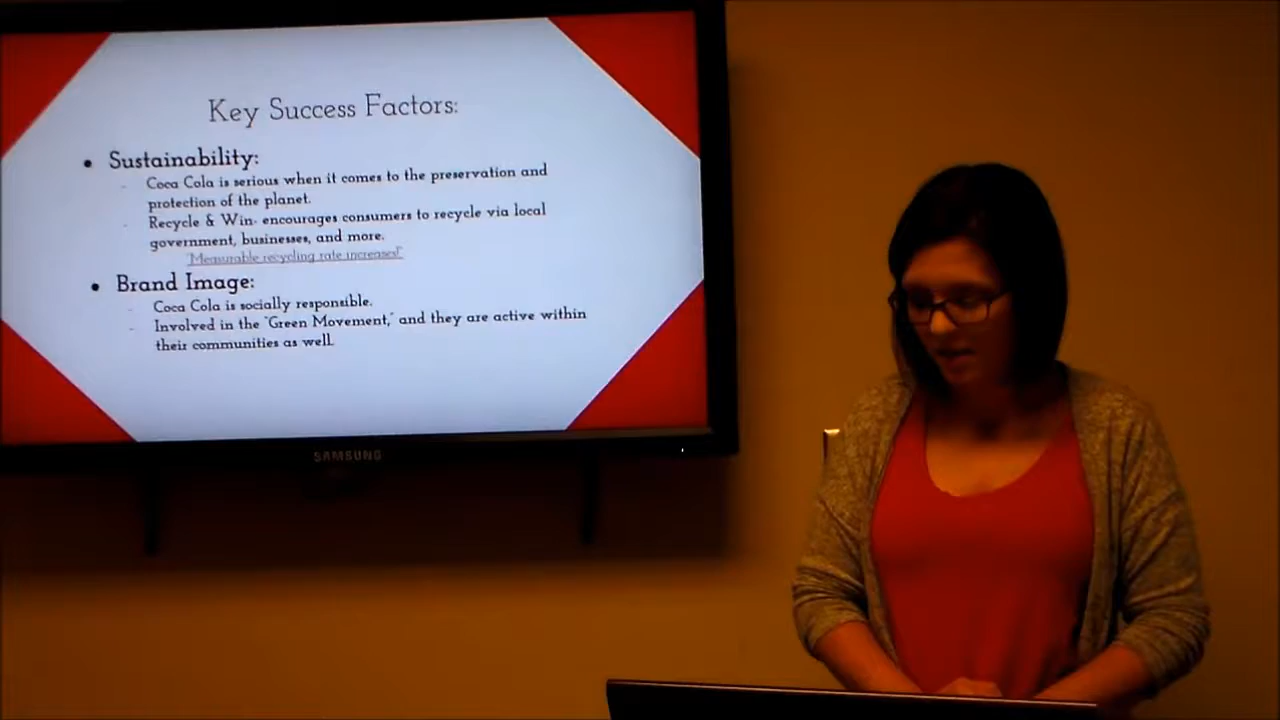 Key Success Factors:
• Sustainability:
- Coca Cola is serious when it comes to the preservation and
protection of the planet.
- Recycle & Win- encourages consumers to recycle via local
government, businesses, and more.
"Measurable recycling rate increases!"
• Brand Image:
- Coca Cola is socially responsible.
- Involved in the "Green Movement," and they are active within
their communities as well.
SAMSUNG